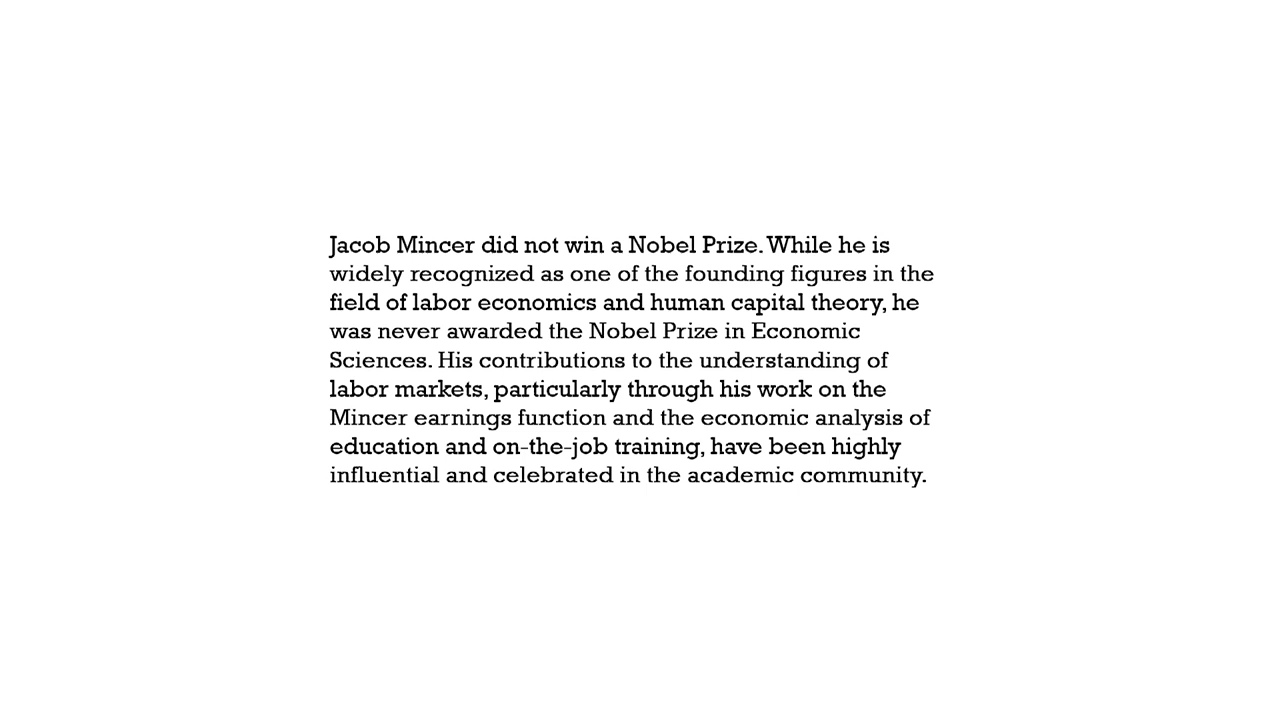 Jacob Mincer did not win a Nobel Prize. While he is
widely recognized as one of the founding figures in the
field of labor economics and human capital theory, he
was never awarded the Nobel Prize in Economic
Sciences. His contributions to the understanding of
labor markets, particularly through his work on the
Mincer earnings function and the economic analysis of
education and on-the-job training, have been highly
influential and celebrated in the academic community.